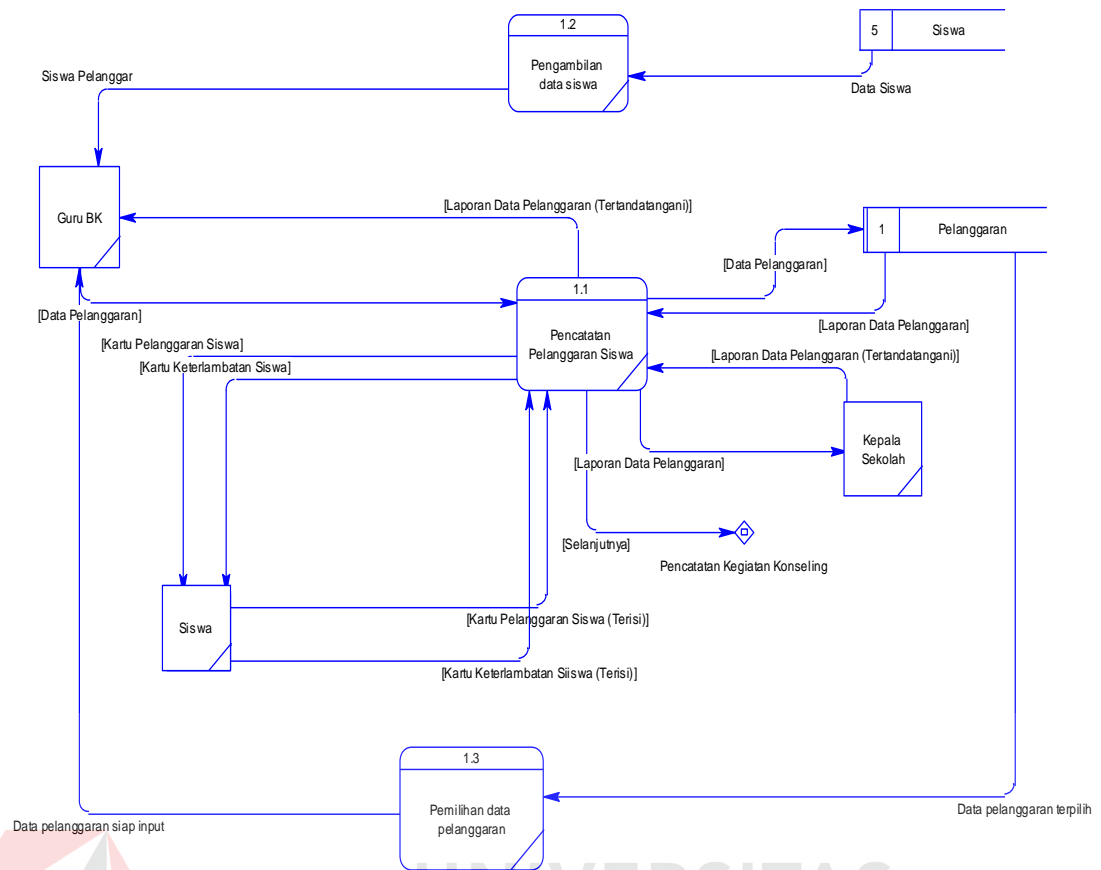 1.2
Pengambilan
data siswa
5
Siswa
Data Siswa
Siswa Pelanggar
Guru BK
[Laporan Data Pelanggaran (Tertandatangani)]
1
Pelanggaran
[Data Pelanggaran]
[Laporan Data Pelanggaran]
[Data Pelanggaran]
1.1
Pencatatan
Pelanggaran Siswa
[Kartu Pelanggaran Siswa]
[Kartu Keterlambatan Siswa]
[Laporan Data Pelanggaran (Tertandatangani)]
Kepala
Sekolah
[Laporan Data Pelanggaran]
[Selanjutnya]
Pencatatan Kegiatan Konseling
Siswa
[Kartu Pelanggaran Siswa (Terisi)]
[Kartu Keterlambatan Siiswa (Terisi)]
1.3
Pemilihan data
pelanggaran
Data pelanggaran terpilih
Data pelanggaran siap input
UNIVERSITAS